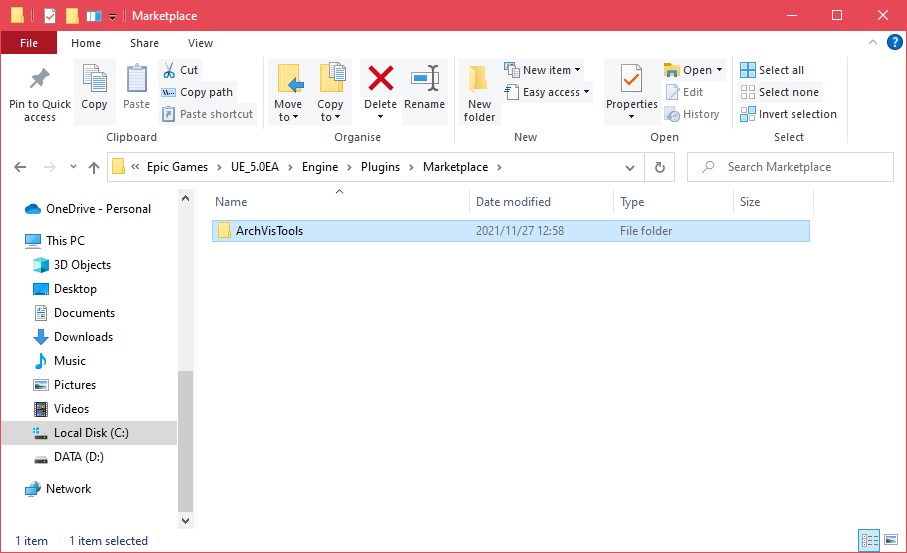 Marketplace
File Home Share View
Pin to Quick access
Copy
Paste
Cut
Copy path
Paste shortcut
Clipboard
Move to
Copy to
Delete
Rename
Organise
New folder
New item
Easy access
New
Properties
Open
Edit
History
Open
Select all
Select none
Invert selection
Select
« Epic Games > UE_5.0EA > Engine > Plugins > Marketplace >
Search Marketplace
OneDrive - Personal
This PC
3D Objects
Desktop
Documents
Downloads
Music
Pictures
Videos
Local Disk (C:)
DATA (D:)
Network
Name Date modified Type Size
ArchVisTools 2021/11/27 12:58 File folder
1 item 1 item selected